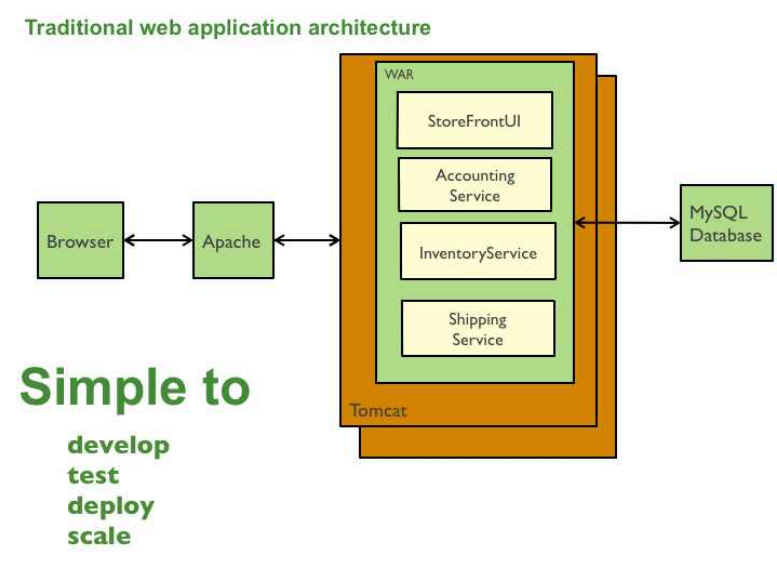 Traditional web application architecture
WAR
StoreFrontUI
Accounting
Service
InventoryService
Shipping
Service
Tomcat
Browser
Apache
MySQL
Database
Simple to
develop
test
deploy
scale